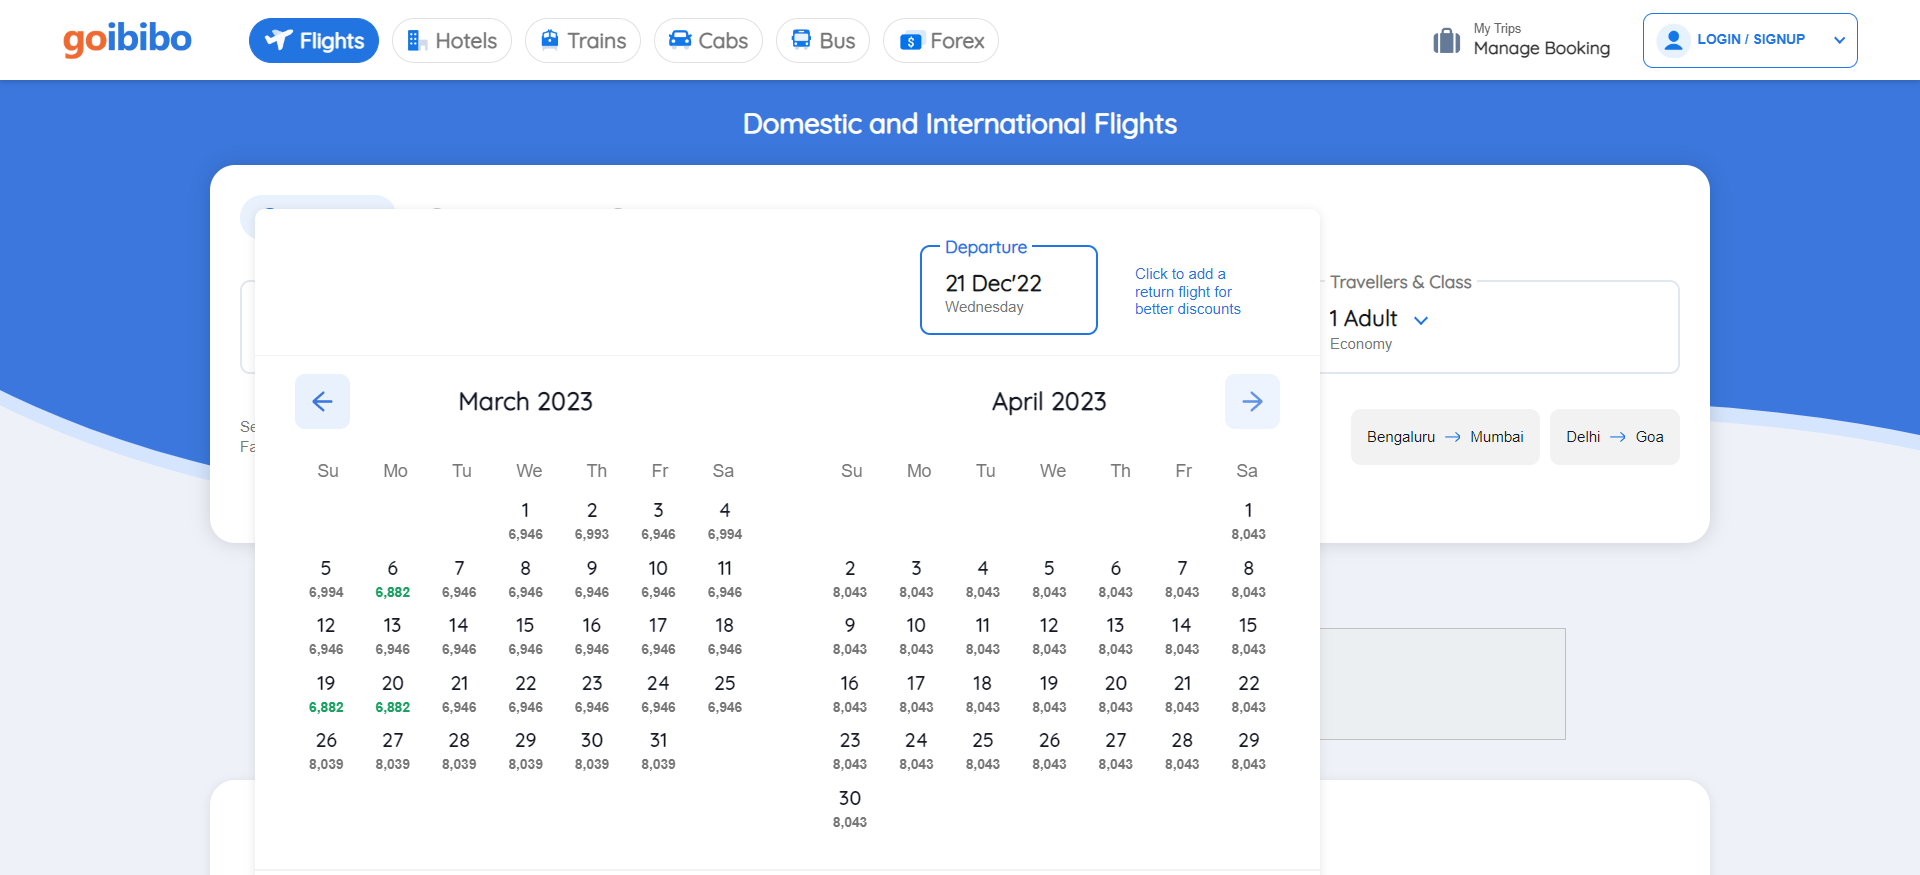 goibibo Flights Hotels Trains Cabs Bus Forex My Trips Manage Booking LOGIN / SIGNUP
Domestic and International Flights
Departure
21 Dec'22
Wednesday
Click to add a
return flight for
better discounts
Travellers & Class
1 Adult
Economy
Se
Fa
Bengaluru → Mumbai Delhi → Goa
March 2023
Su Mo Tu We Th Fr Sa
1 2 3 4
6,946 6,993 6,946 6,994
5 6 7 8 9 10 11
6,994 6,882 6,946 6,946 6,946 6,946 6,946
12 13 14 15 16 17 18
6,946 6,946 6,946 6,946 6,946 6,946 6,946
19 20 21 22 23 24 25
6,882 6,882 6,946 6,946 6,946 6,946 6,946
26 27 28 29 30 31
8,039 8,039 8,039 8,039 8,039 8,039
April 2023
Su Mo Tu We Th Fr Sa
1
8,043
2 3 4 5 6 7 8
8,043 8,043 8,043 8,043 8,043 8,043 8,043
9 10 11 12 13 14 15
8,043 8,043 8,043 8,043 8,043 8,043 8,043
16 17 18 19 20 21 22
8,043 8,043 8,043 8,043 8,043 8,043 8,043
23 24 25 26 27 28 29
8,043 8,043 8,043 8,043 8,043 8,043 8,043
30
8,043